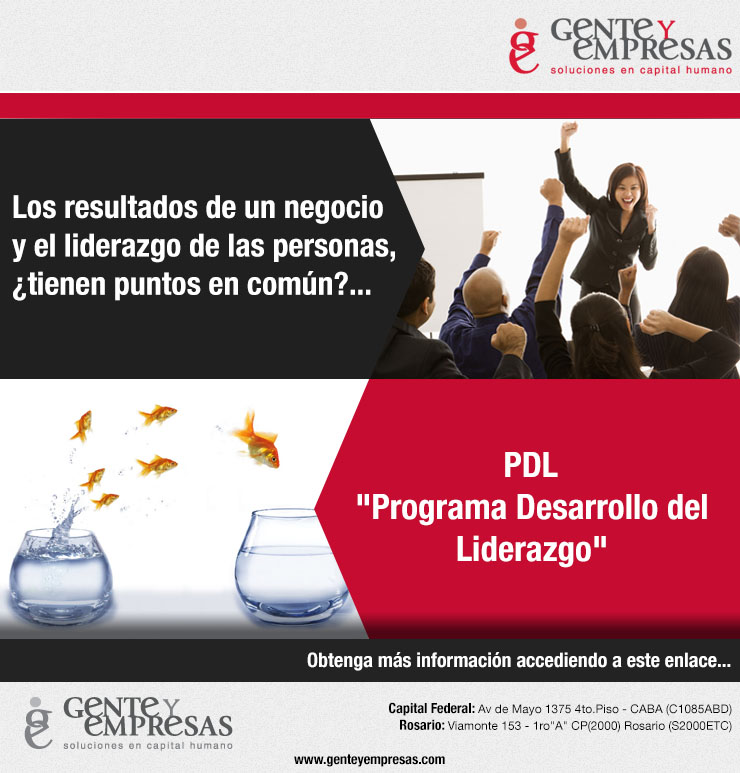 GENTE Y
EMPRESAS
soluciones en capital humano
Los resultados de un negocio
y el liderazgo de las personas,
¿tienen puntos en común?...
PDL
"Programa Desarrollo del
Liderazgo"
Obtenga más información accediendo a este enlace...
GENTE Y
EMPRESAS
soluciones en capital humano
Capital Federal: Av de Mayo 1375 4to.Piso - CABA (C1085ABD)
Rosario: Viamonte 153 - 1ro"A" CP(2000) Rosario (S2000ETC)
www.genteyempresas.com